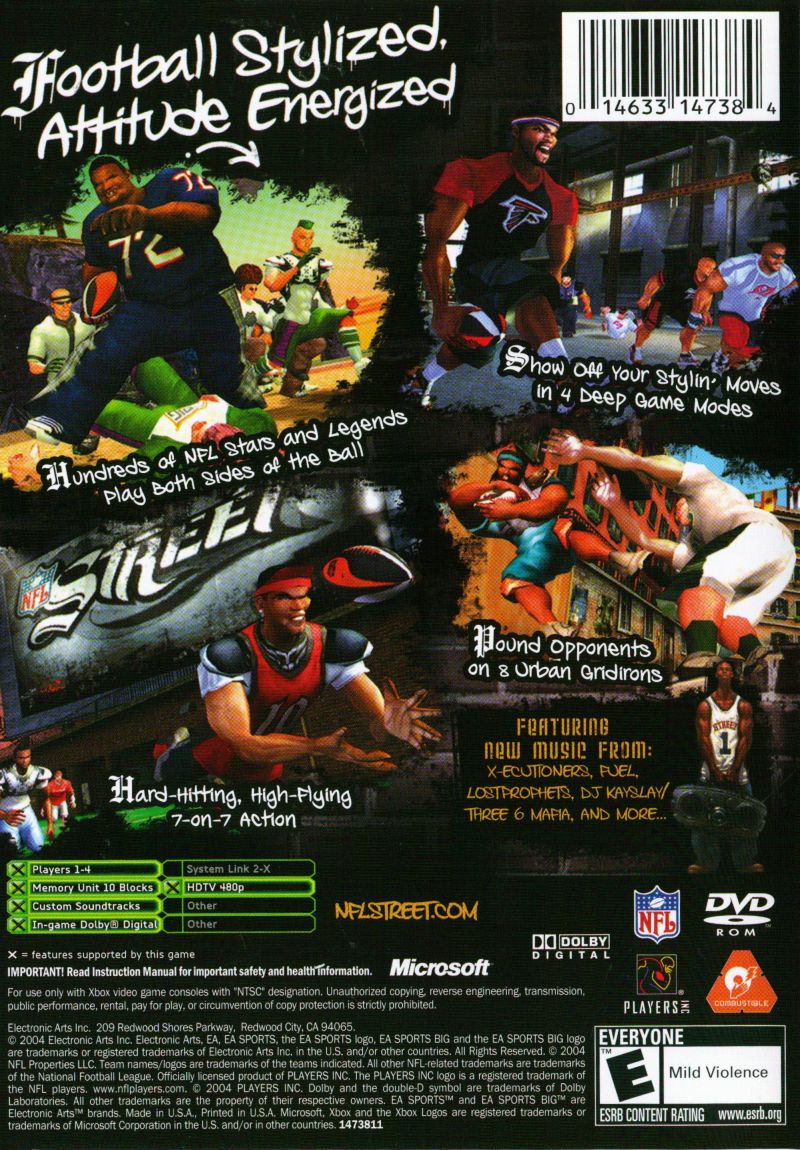 Football Stylized,
Attitude Energized
0 14633 14738 4
72
72
Hundreds of NFL Stars and Legends
Play Both Sides of the Ball
Show Off Your Stylin' Moves
in 4 Deep Game Modes
NFL STREET
10
Hard-Hitting, High-Flying
7-on-7 Action
Pound Opponents
on 8 Urban Gridirons
FEATURING
NEW MUSIC FROM:
X-ECUTIONERS, FUEL,
LOSTPROPHETS, DJ KAYSLAY/
THREE 6 MAFIA, AND MORE...
STREET
1
Players 1-4
System Link 2-X
Memory Unit 10 Blocks
HDTV 480p
Custom Soundtracks
Other
In-game Dolby® Digital
Other
NFLSTREET.COM
NFL
DVD
ROM
DOLBY
DIGITAL
PLAYERS INC
COMBUSTIBLE
X = features supported by this game
IMPORTANT! Read Instruction Manual for important safety and health information.
Microsoft
For use only with Xbox video game consoles with "NTSC" designation. Unauthorized copying, reverse engineering, transmission,
public performance, rental, pay for play, or circumvention of copy protection is strictly prohibited.
Electronic Arts Inc. 209 Redwood Shores Parkway, Redwood City, CA 94065.
© 2004 Electronic Arts Inc. Electronic Arts, EA, EA SPORTS, the EA SPORTS logo, EA SPORTS BIG and the EA SPORTS BIG logo
are trademarks or registered trademarks of Electronic Arts Inc. in the U.S. and/or other countries. All Rights Reserved. © 2004
NFL Properties LLC. Team names/logos are trademarks of the teams indicated. All other NFL-related trademarks are trademarks
of the National Football League. Officially licensed product of PLAYERS INC. The PLAYERS INC logo is a registered trademark of
the NFL players. www.nflplayers.com. © 2004 PLAYERS INC. Dolby and the double-D symbol are trademarks of Dolby
Laboratories. All other trademarks are the property of their respective owners. EA SPORTS™ and EA SPORTS BIG™ are
Electronic Arts™ brands. Made in U.S.A., Printed in U.S.A. Microsoft, Xbox and the Xbox Logos are registered trademarks or
trademarks of Microsoft Corporation in the U.S. and/or in other countries. 1473811
EVERYONE
™
E
Mild Violence
ESRB CONTENT RATING www.esrb.org